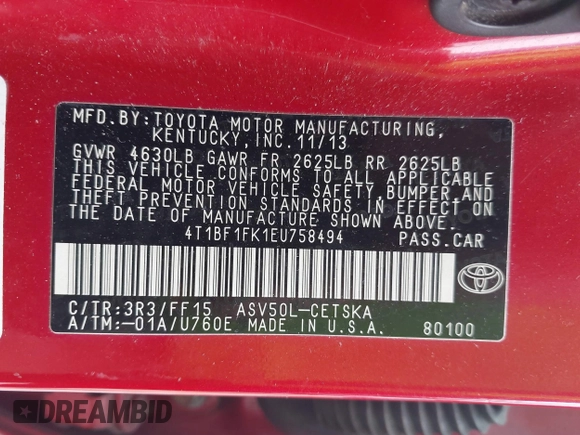 MFD. BY: TOYOTA MOTOR MANUFACTURING,
KENTUCKY, INC. 11/13
GVWR 4630LB GAWR FR 2625LB RR 2625LB
THIS VEHICLE CONFORMS TO ALL APPLICABLE
FEDERAL MOTOR VEHICLE SAFETY, BUMPER AND
THEFT PREVENTION STANDARDS IN EFFECT ON
THE DATE OF MANUFACTURE SHOWN ABOVE.
4T1BF1FK1EU758494 PASS.CAR
C/TR:3R3/FF15 ASV50L-CETSKA
A/TM:-01A/U760E MADE IN U.S.A. 80100
DREAMBID